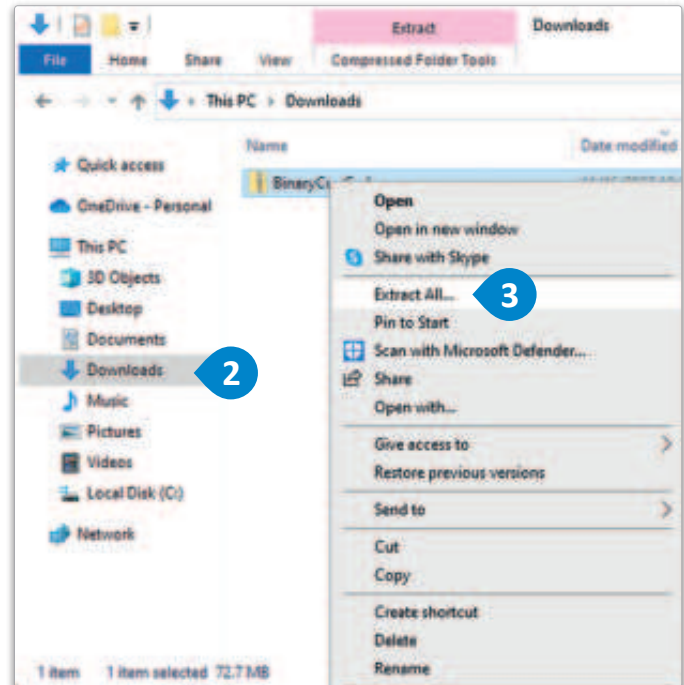 Extract
Downloads
File
Home
Share
View
Compressed Folder Tools
This PC > Downloads
Name
Date modified
Quick access
OneDrive - Personal
This PC
3D Objects
Desktop
Documents
Downloads
2
Music
Pictures
Videos
Local Disk (C:)
Network
Open
Open in new window
Share with Skype
Extract All...
3
Pin to Start
Scan with Microsoft Defender...
Share
Open with...
Give access to
Restore previous versions
Send to
Cut
Copy
Create shortcut
Delete
Rename
1 item
1 item selected 72.7 MB